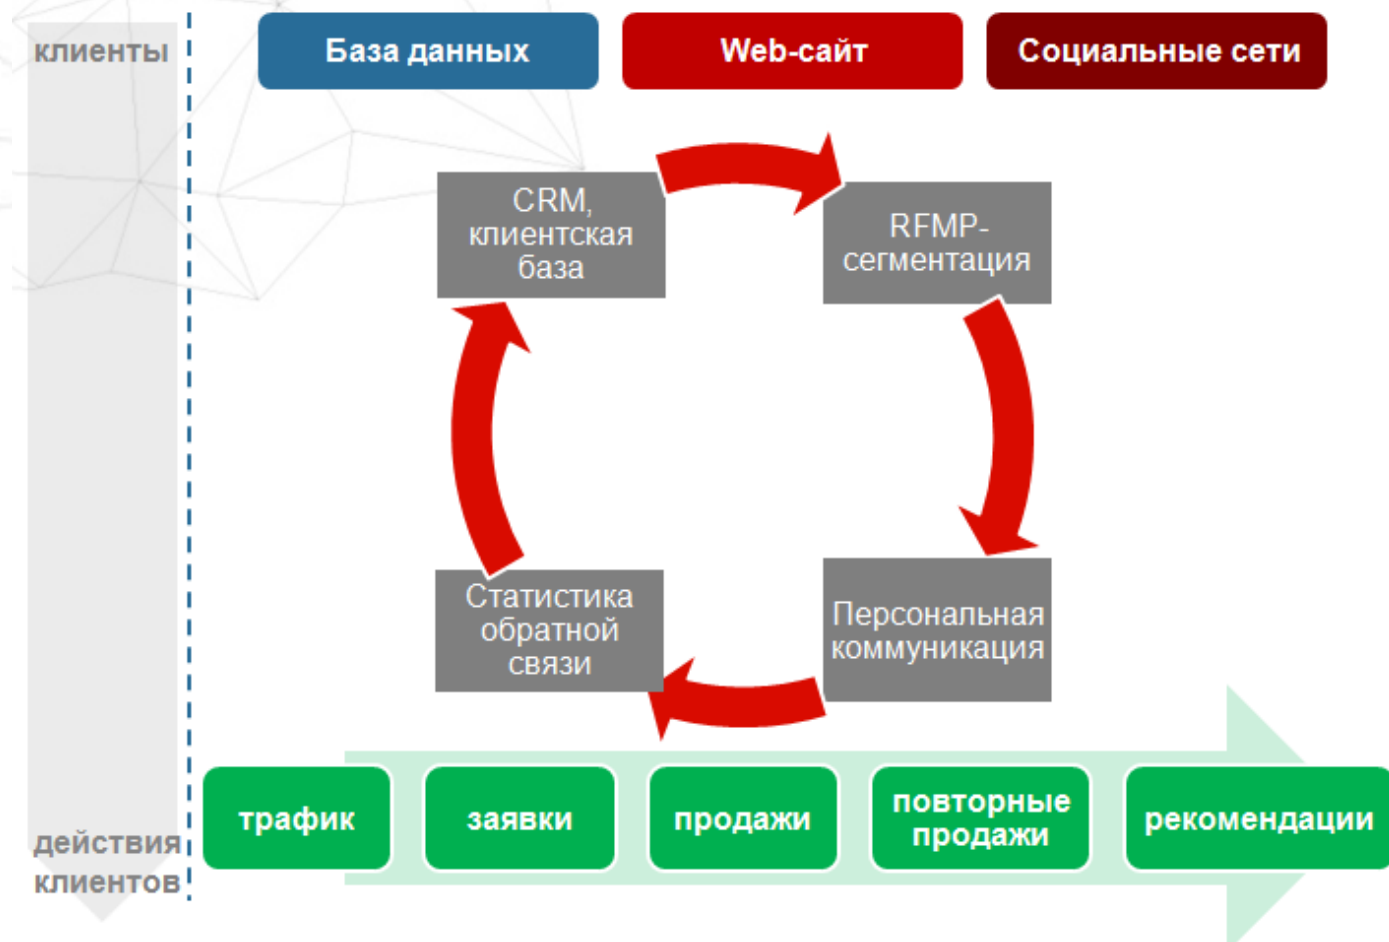 клиенты
База данных
Web-сайт
Социальные сети
CRM,
клиентская
база
RFMP-
сегментация
Статистика
обратной
связи
Персональная
коммуникация
действия
клиентов
трафик
заявки
продажи
повторные
продажи
рекомендации